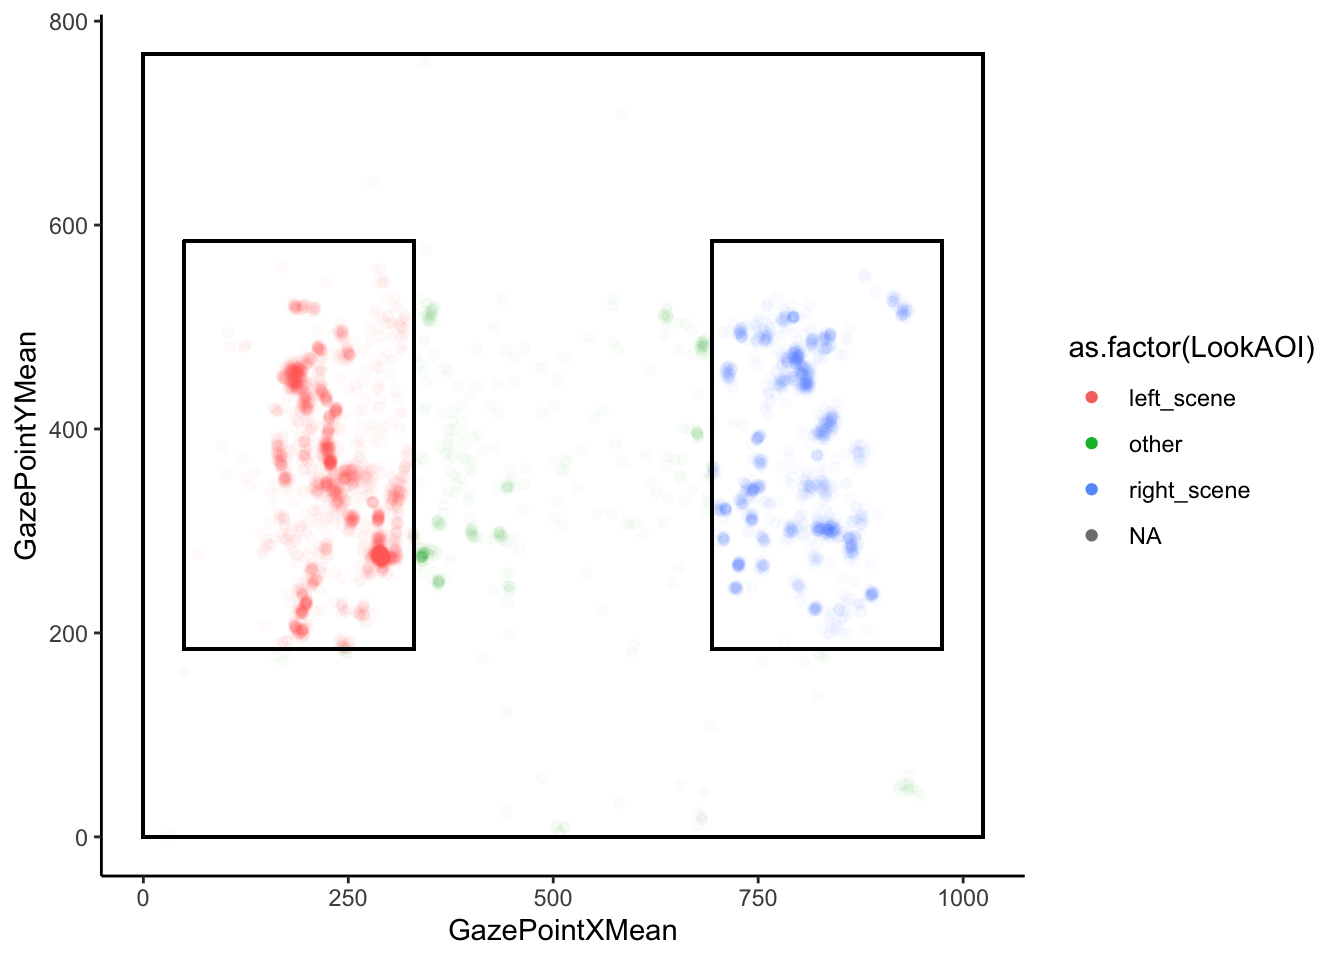 800
600
400
200
0
GazePointYMean
0 250 500 750 1000
GazePointXMean
as.factor(LookAOI)
left_scene
other
right_scene
NA